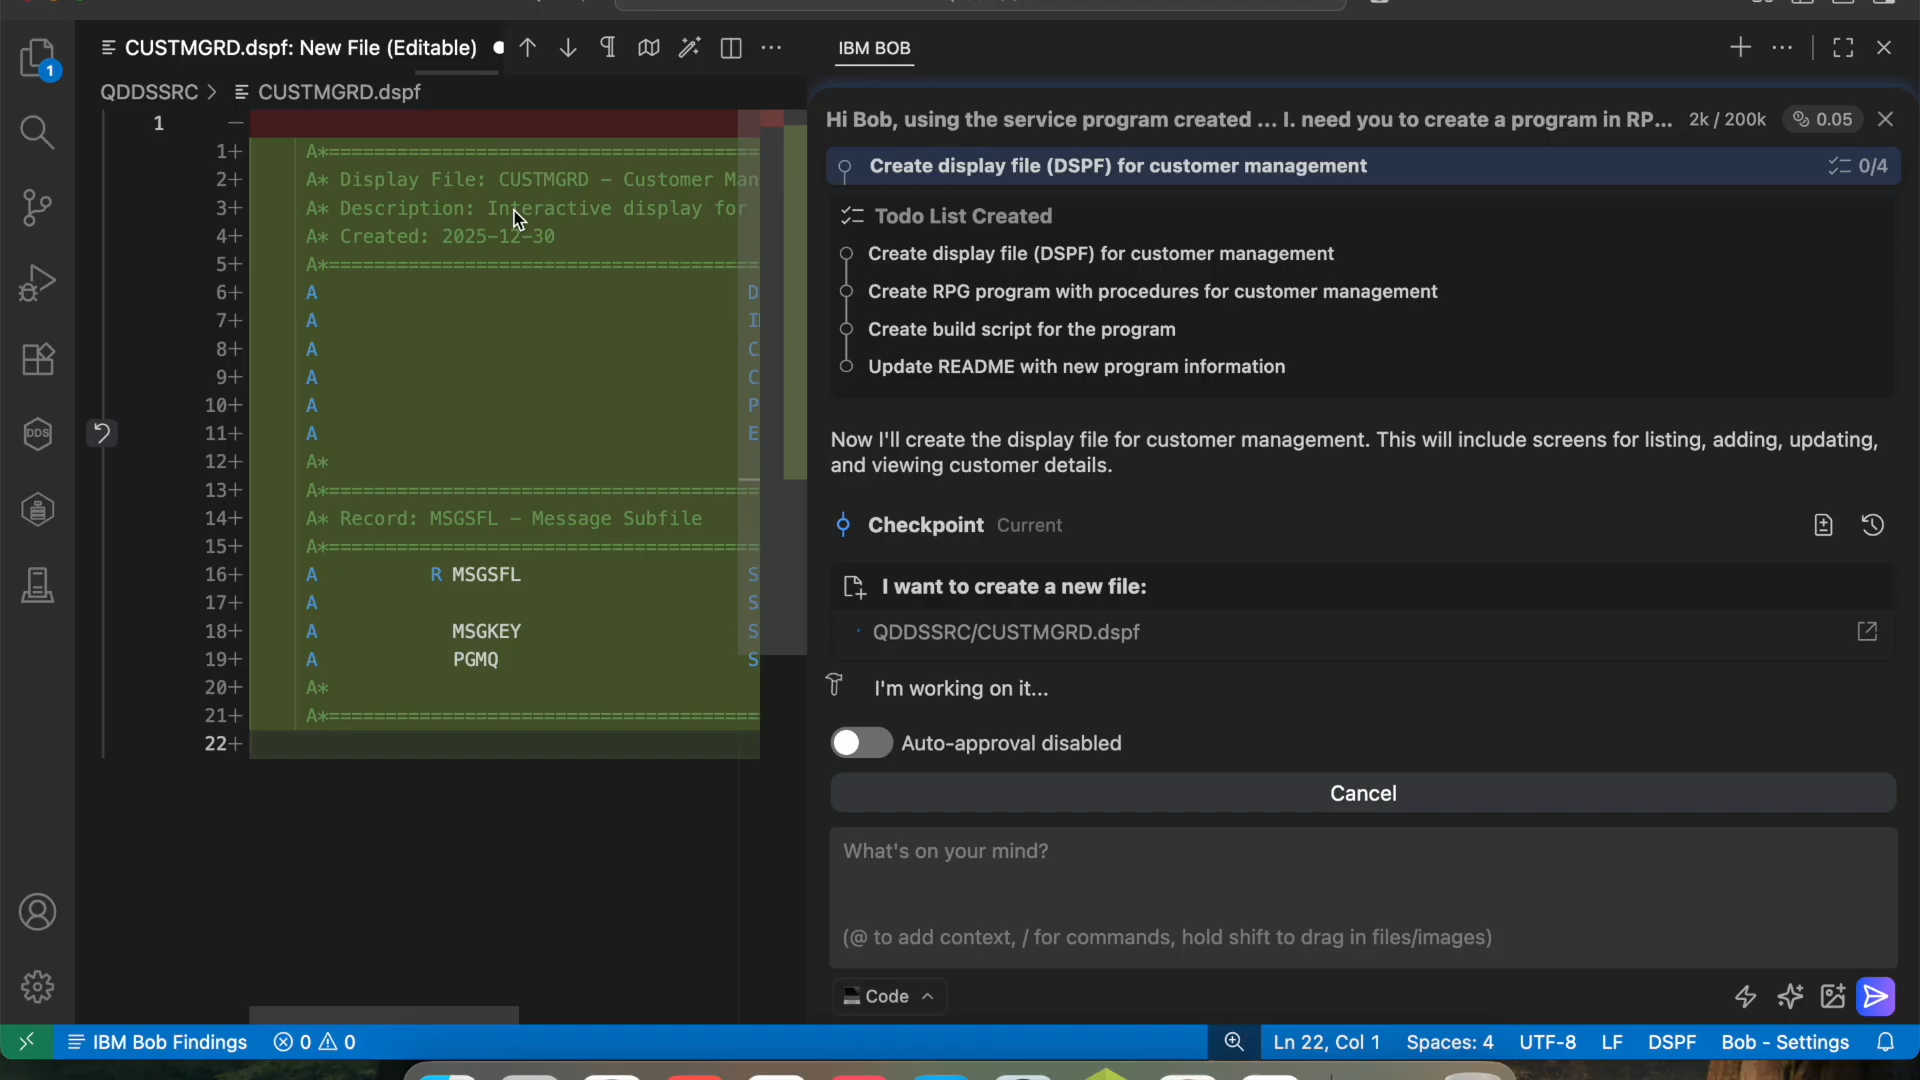 CUSTMGRD.dspf: New File (Editable)
QDDSSRC > CUSTMGRD.dspf
1 —
1+ A*======================================
2+ A* Display File: CUSTMGRD – Customer Man
3+ A* Description: Interactive display for
4+ A* Created: 2025–12–30
5+ A*======================================
6+ A D
7+ A I
8+ A C
9+ A C
10+ A P
11+ A E
12+ A*
13+ A*======================================
14+ A* Record: MSGSFL – Message Subfile
15+ A*======================================
16+ A R MSGSFL S
17+ A S
18+ A MSGKEY S
19+ A PGMQ S
20+ A*
21+ A*======================================
22+
1
DDS
IBM BOB
Hi Bob, using the service program created ... I. need you to create a program in RP... 2k / 200k 0.05
Create display file (DSPF) for customer management 0/4
Todo List Created
Create display file (DSPF) for customer management
Create RPG program with procedures for customer management
Create build script for the program
Update README with new program information
Now I'll create the display file for customer management. This will include screens for listing, adding, updating,
and viewing customer details.
Checkpoint Current
I want to create a new file:
QDDSSRC/CUSTMGRD.dspf
I'm working on it...
Auto-approval disabled
Cancel
What's on your mind?
(@ to add context, / for commands, hold shift to drag in files/images)
Code
IBM Bob Findings 0 0 Ln 22, Col 1 Spaces: 4 UTF-8 LF DSPF Bob - Settings